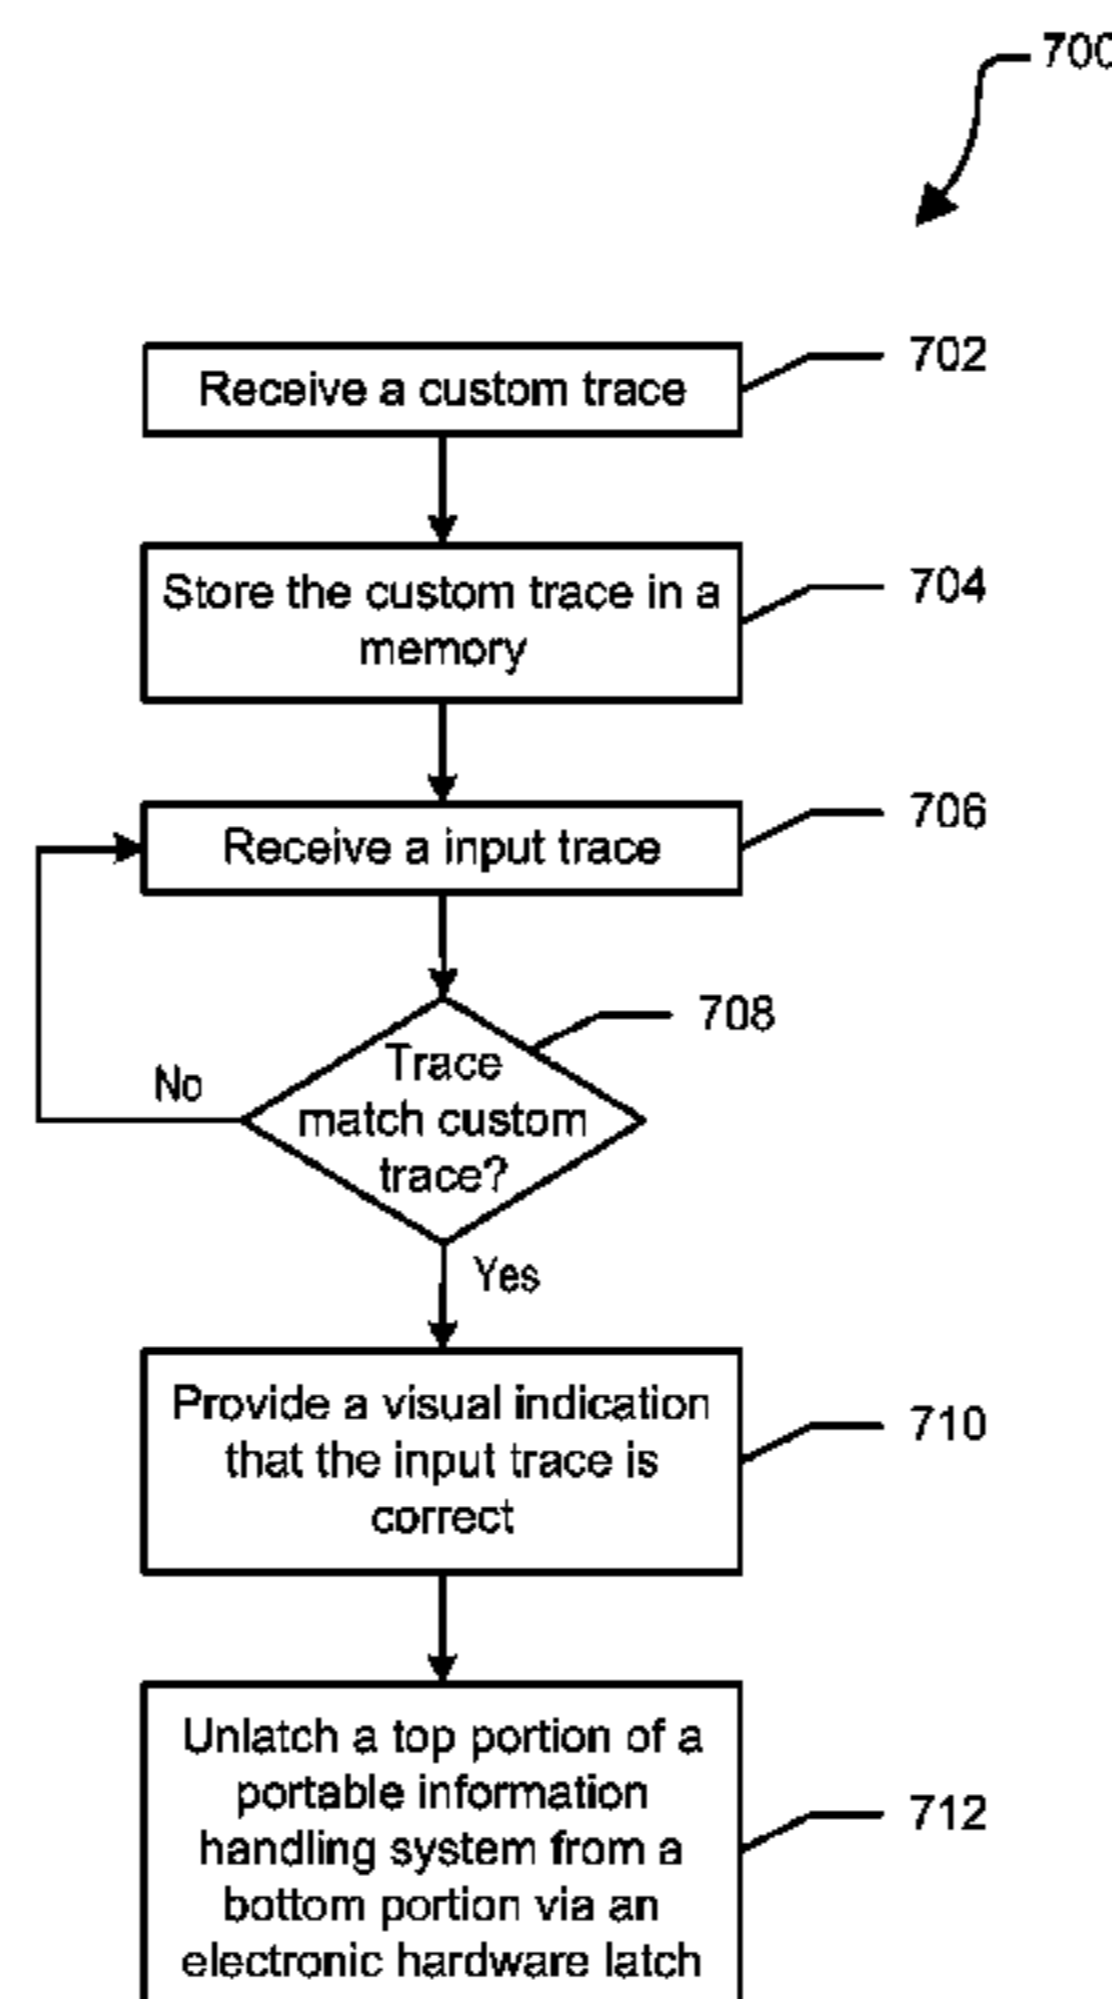 700
Receive a custom trace
702
Store the custom trace in a
memory
704
Receive a input trace
706
Trace
match custom
trace?
708
No
Yes
Provide a visual indication
that the input trace is
correct
710
Unlatch a top portion of a
portable information
handling system from a
bottom portion via an
electronic hardware latch
712